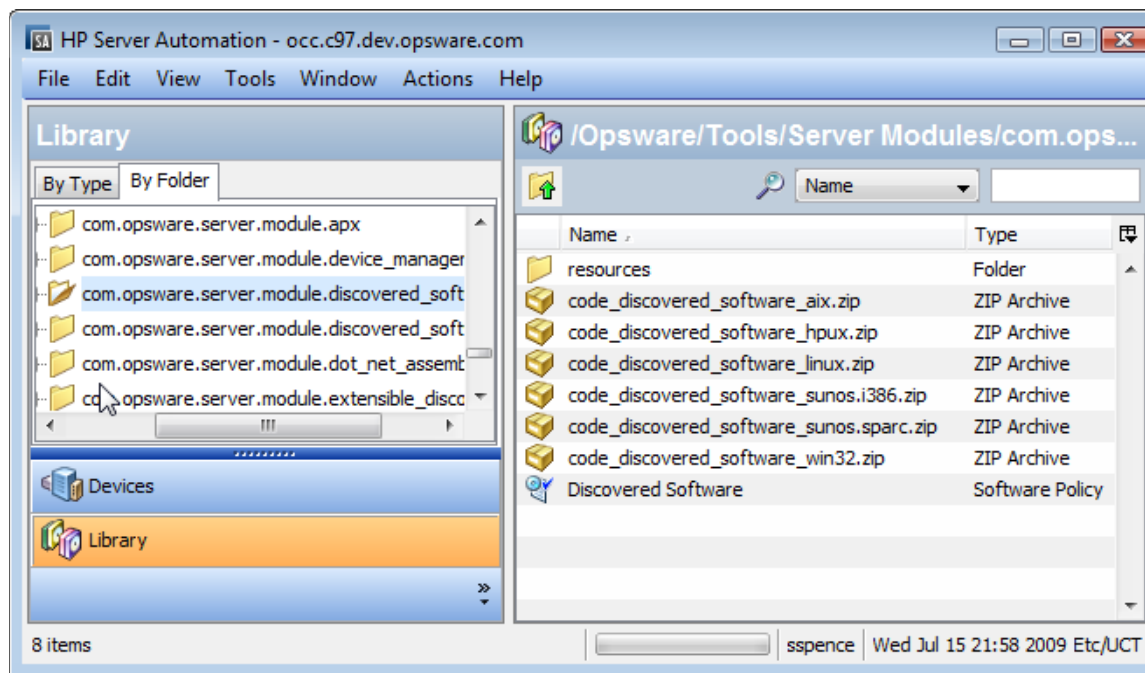 SA HP Server Automation - occ.c97.dev.opsware.com
File Edit View Tools Window Actions Help
Library
By Type By Folder
com.opsware.server.module.apx
com.opsware.server.module.device_manager
com.opsware.server.module.discovered_soft
com.opsware.server.module.discovered_soft
com.opsware.server.module.dot_net_assemb
opsware.server.module.extensible_disco
Devices
Library
8 items
/Opsware/Tools/Server Modules/com.ops...
Name
Name Type
resources Folder
code_discovered_software_aix.zip ZIP Archive
code_discovered_software_hpux.zip ZIP Archive
code_discovered_software_linux.zip ZIP Archive
code_discovered_software_sunos.i386.zip ZIP Archive
code_discovered_software_sunos.sparc.zip ZIP Archive
code_discovered_software_win32.zip ZIP Archive
Discovered Software Software Policy
sspence Wed Jul 15 21:58 2009 Etc/UCT